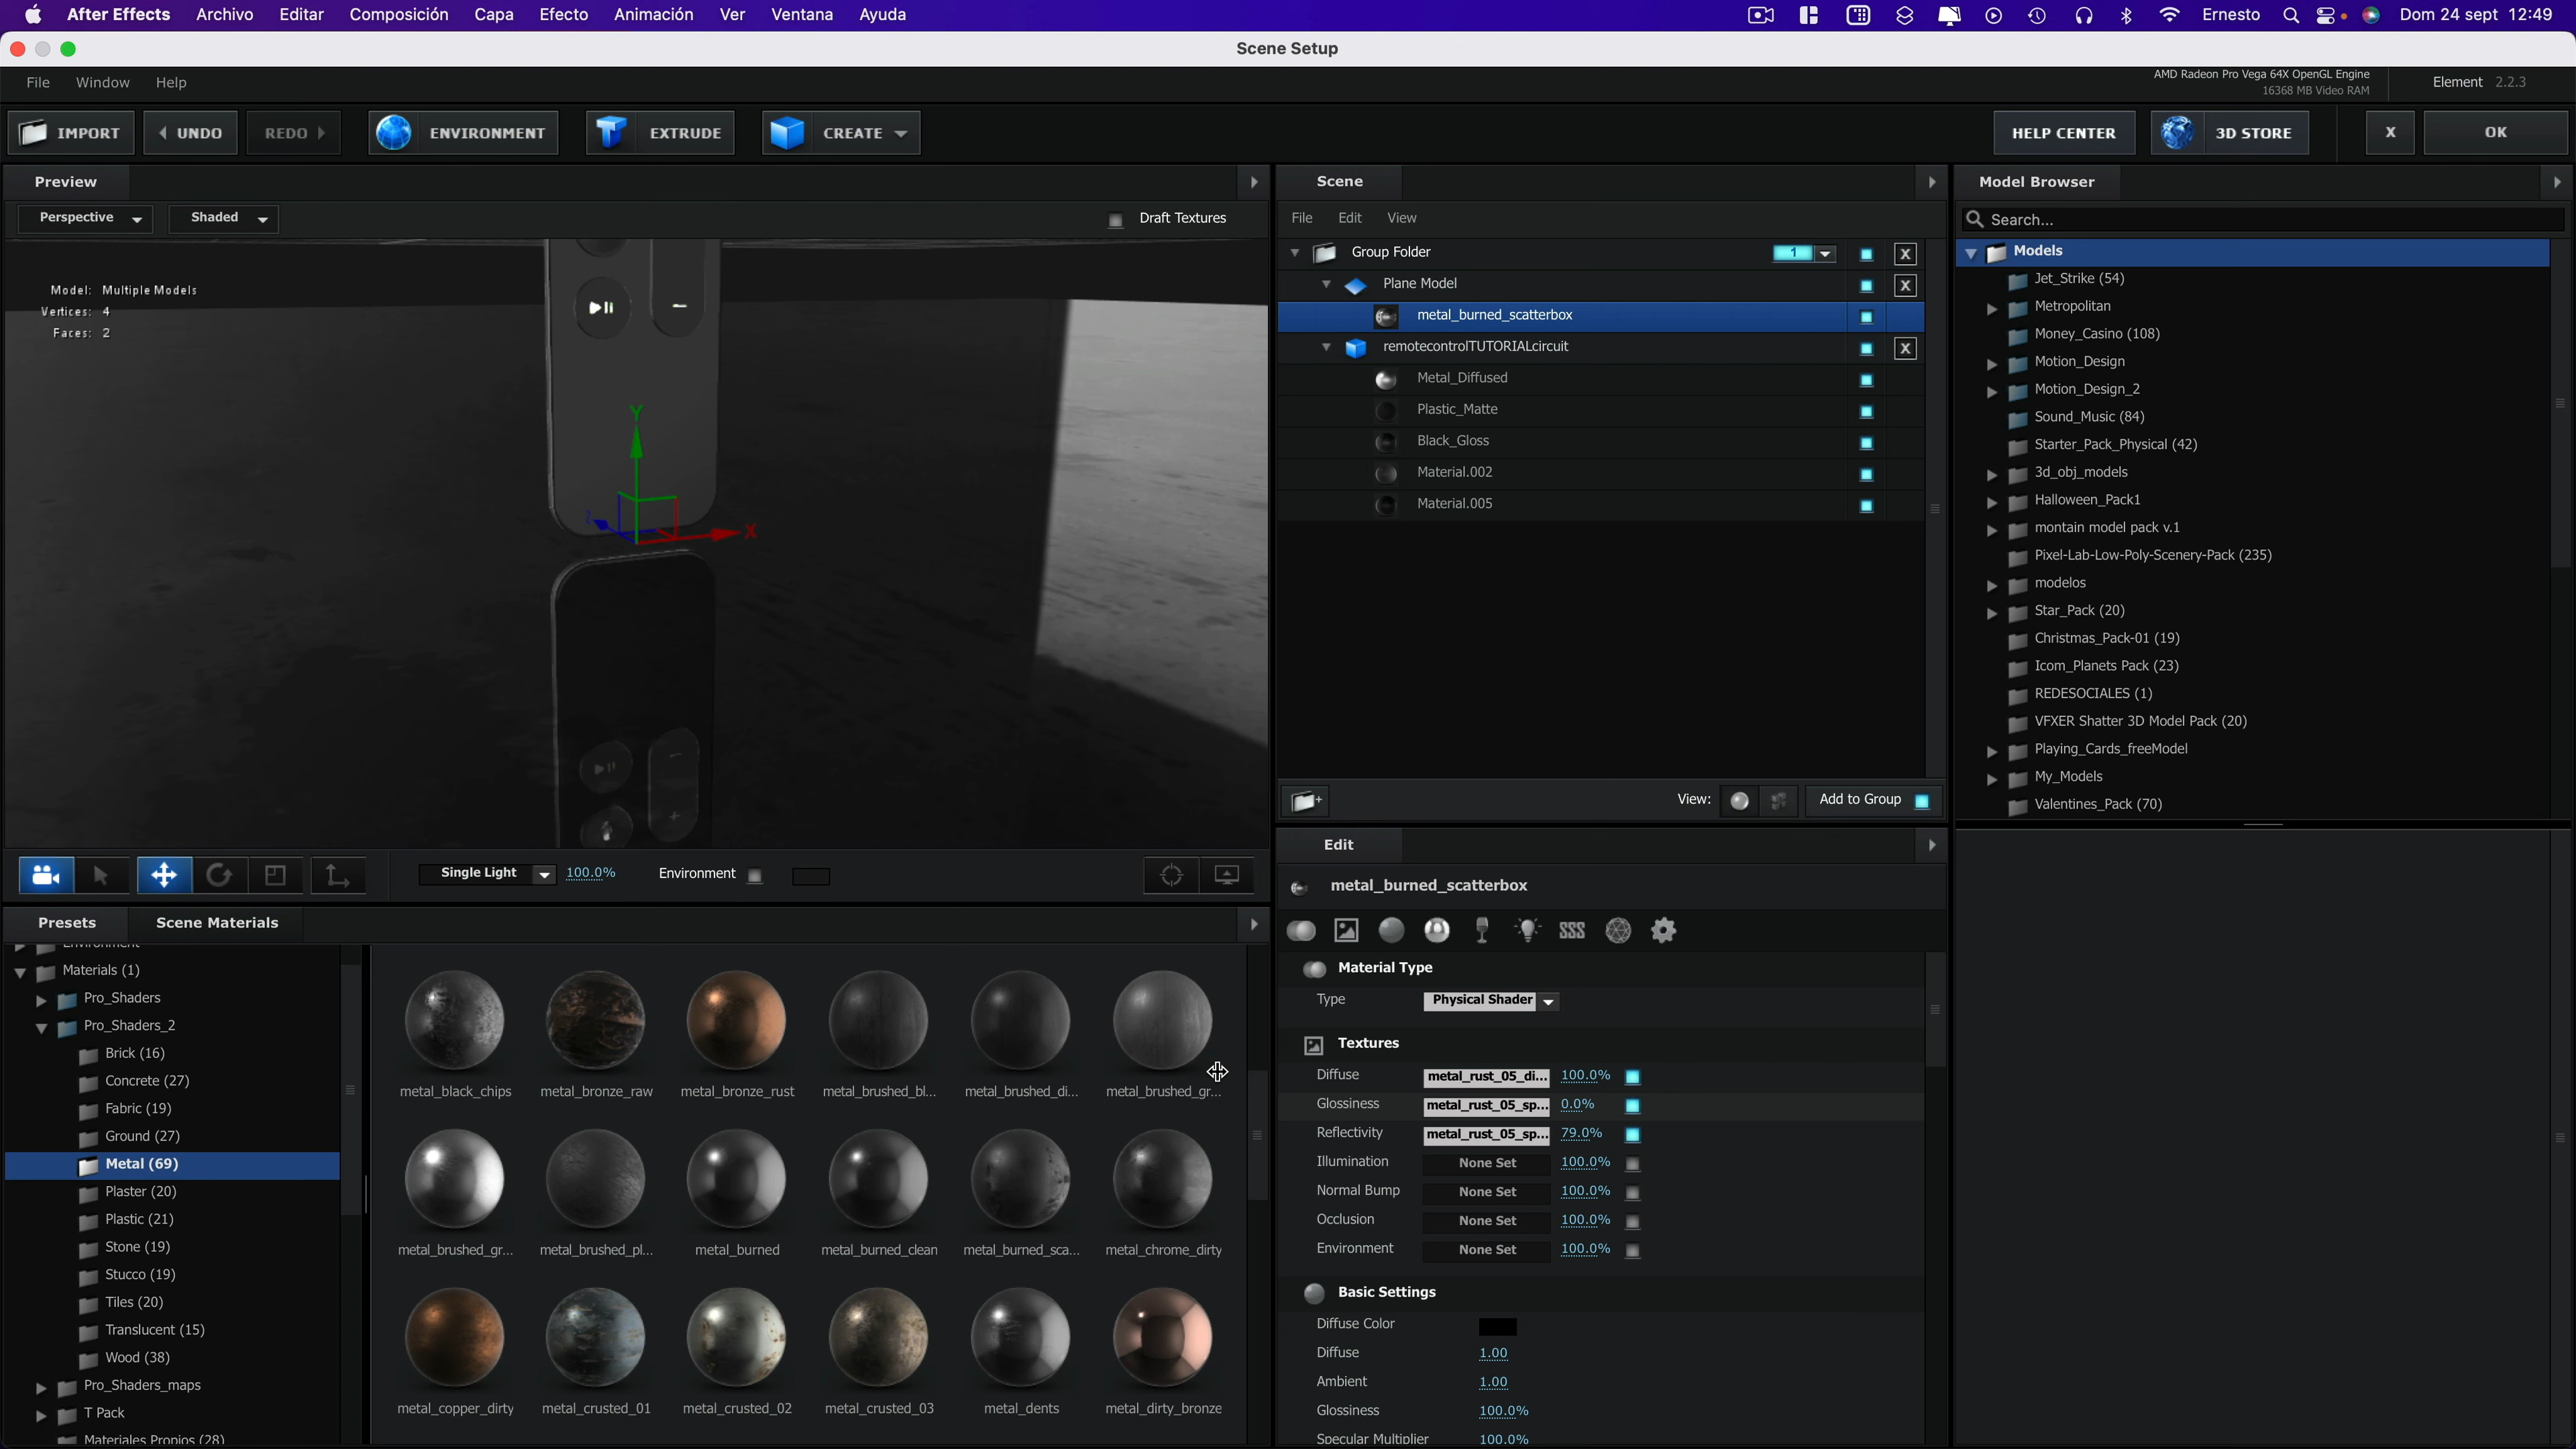 After Effects Archivo Editar Composición Capa Efecto Animación Ver Ventana Ayuda Ernesto Dom 24 sept 12:49
Scene Setup
File Window Help AMD Radeon Pro Vega 64X OpenGL Engine
16368 MB Video RAM Element 2.2.3
IMPORT UNDO REDO ENVIRONMENT EXTRUDE CREATE HELP CENTER 3D STORE X OK
Preview
Perspective Shaded Draft Textures
Model: Multiple Models
Vertices: 4
Faces: 2
Y
X
Z
Single Light 100.0% Environment
Scene
File Edit View
Group Folder 1 X
Plane Model X
metal_burned_scatterbox
remotecontrolTUTORIALcircuit X
Metal_Diffused
Plastic_Matte
Black_Gloss
Material.002
Material.005
View: Add to Group
Model Browser
Search...
Models
Jet_Strike (54)
Metropolitan
Money_Casino (108)
Motion_Design
Motion_Design_2
Sound_Music (84)
Starter_Pack_Physical (42)
3d_obj_models
Halloween_Pack1
montain model pack v.1
Pixel-Lab-Low-Poly-Scenery-Pack (235)
modelos
Star_Pack (20)
Christmas_Pack-01 (19)
Icom_Planets Pack (23)
REDESOCIALES (1)
VFXER Shatter 3D Model Pack (20)
Playing_Cards_freeModel
My_Models
Valentines_Pack (70)
Presets Scene Materials
Environment
Materials (1)
Pro_Shaders
Pro_Shaders_2
Brick (16)
Concrete (27)
Fabric (19)
Ground (27)
Metal (69)
Plaster (20)
Plastic (21)
Stone (19)
Stucco (19)
Tiles (20)
Translucent (15)
Wood (38)
Pro_Shaders_maps
T Pack
Materiales Propios (28)
metal_black_chips metal_bronze_raw metal_bronze_rust metal_brushed_bl... metal_brushed_di... metal_brushed_gr...
metal_brushed_gr... metal_brushed_pl... metal_burned metal_burned_clean metal_burned_sca... metal_chrome_dirty
metal_copper_dirty metal_crusted_01 metal_crusted_02 metal_crusted_03 metal_dents metal_dirty_bronze
Edit
metal_burned_scatterbox
Material Type
Type Physical Shader
Textures
Diffuse metal_rust_05_di... 100.0%
Glossiness metal_rust_05_sp... 0.0%
Reflectivity metal_rust_05_sp... 79.0%
Illumination None Set 100.0%
Normal Bump None Set 100.0%
Occlusion None Set 100.0%
Environment None Set 100.0%
Basic Settings
Diffuse Color
Diffuse 1.00
Ambient 1.00
Glossiness 100.0%
Specular Multiplier 100.0%